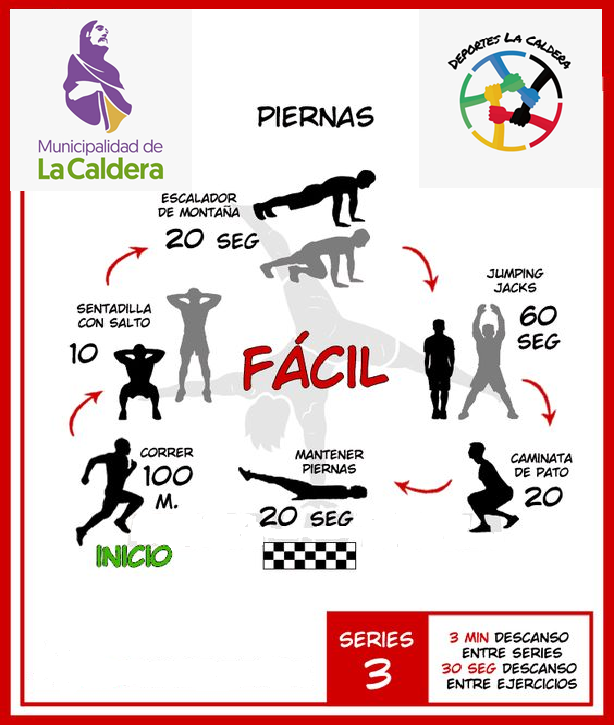 Municipalidad de
La Caldera
DEPORTES LA CALDERA
PIERNAS
ESCALADOR
DE MONTAÑA
20 SEG
JUMPING
JACKS
60
SEG
SENTADILLA
CON SALTO
10
FÁCIL
CORRER
100
M.
INICIO
MANTENER
PIERNAS
20 SEG
CAMINATA
DE PATO
20
SERIES
3
3 MIN DESCANSO
ENTRE SERIES
30 SEG DESCANSO
ENTRE EJERCICIOS